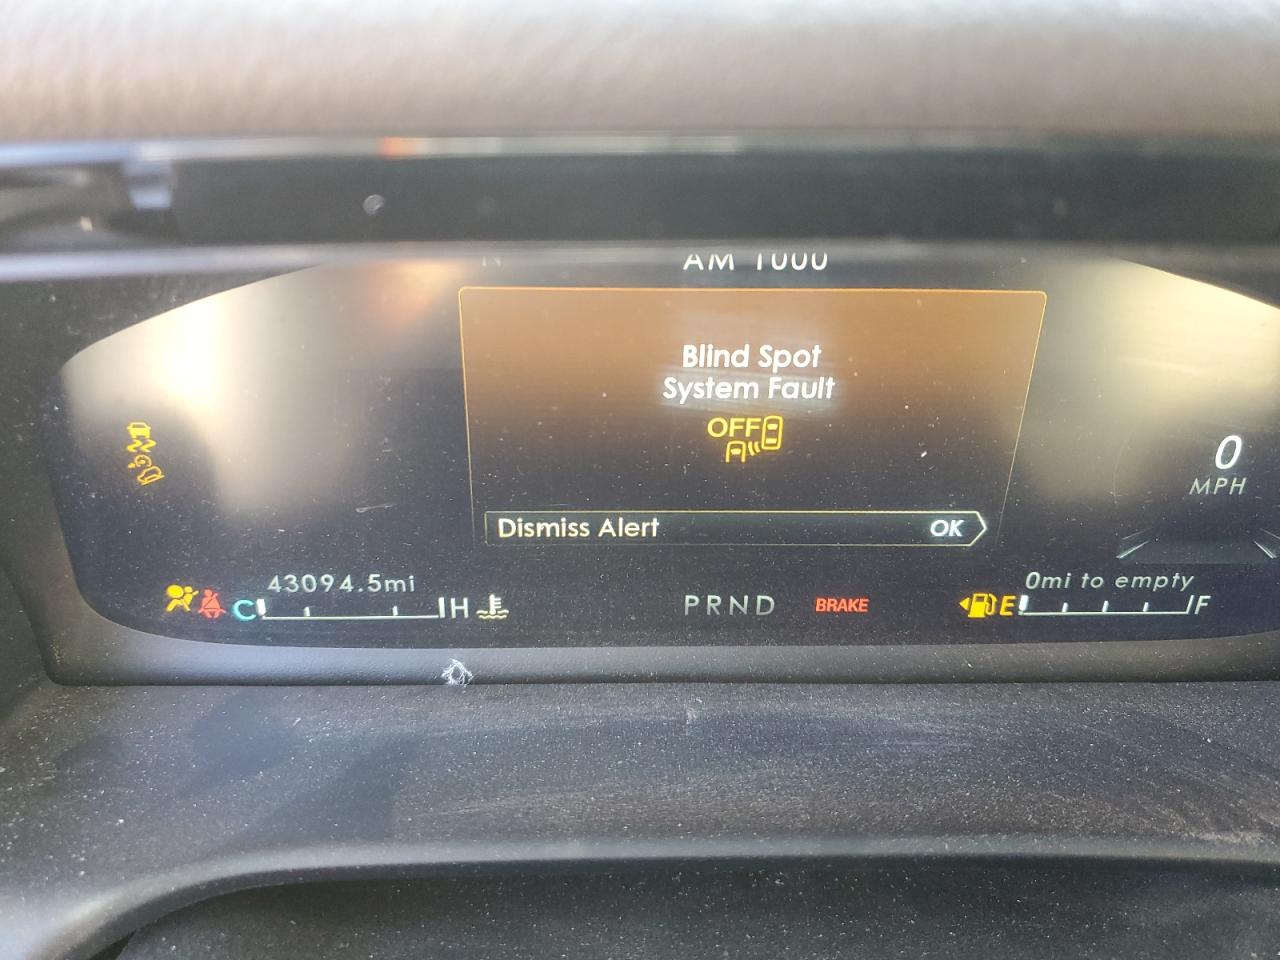 AM 1000
Blind Spot
System Fault
OFF
Dismiss Alert OK
0
MPH
43094.5mi
0mi to empty
C H
PRND
BRAKE
E F